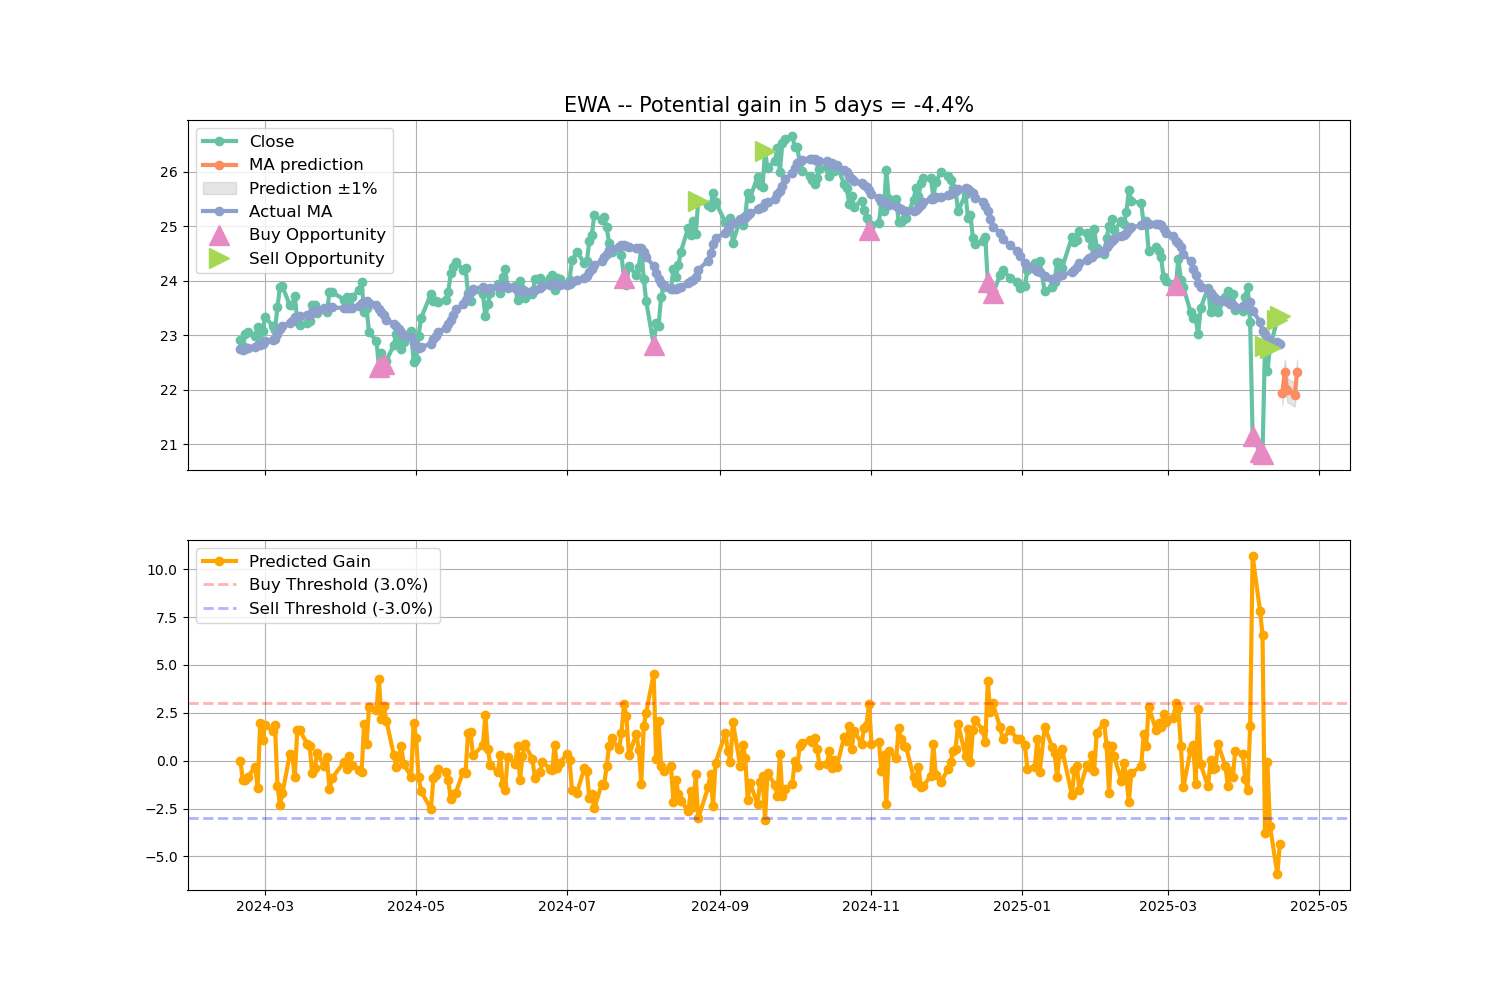 EWA -- Potential gain in 5 days = -4.4%
Close
MA prediction
Prediction ±1%
Actual MA
Buy Opportunity
Sell Opportunity
26
25
24
23
22
21
Predicted Gain
Buy Threshold (3.0%)
Sell Threshold (-3.0%)
10.0
7.5
5.0
2.5
0.0
−2.5
−5.0
2024-03 2024-05 2024-07 2024-09 2024-11 2025-01 2025-03 2025-05